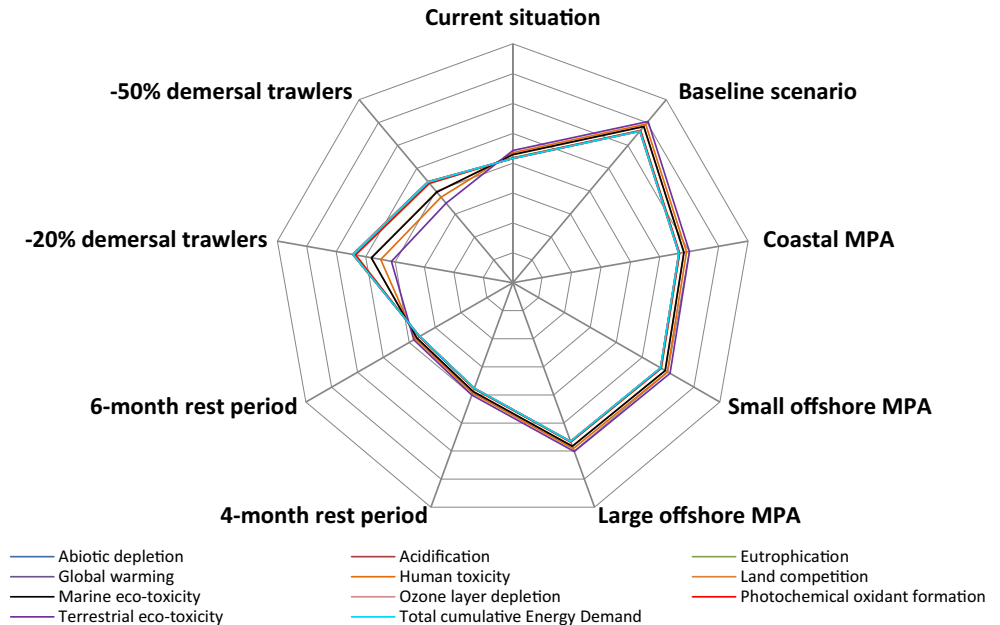 Current situation
-50% demersal trawlers
Baseline scenario
-20% demersal trawlers
Coastal MPA
6-month rest period
Small offshore MPA
4-month rest period
Large offshore MPA
Abiotic depletion
Acidification
Eutrophication
Global warming
Human toxicity
Land competition
Marine eco-toxicity
Ozone layer depletion
Photochemical oxidant formation
Terrestrial eco-toxicity
Total cumulative Energy Demand